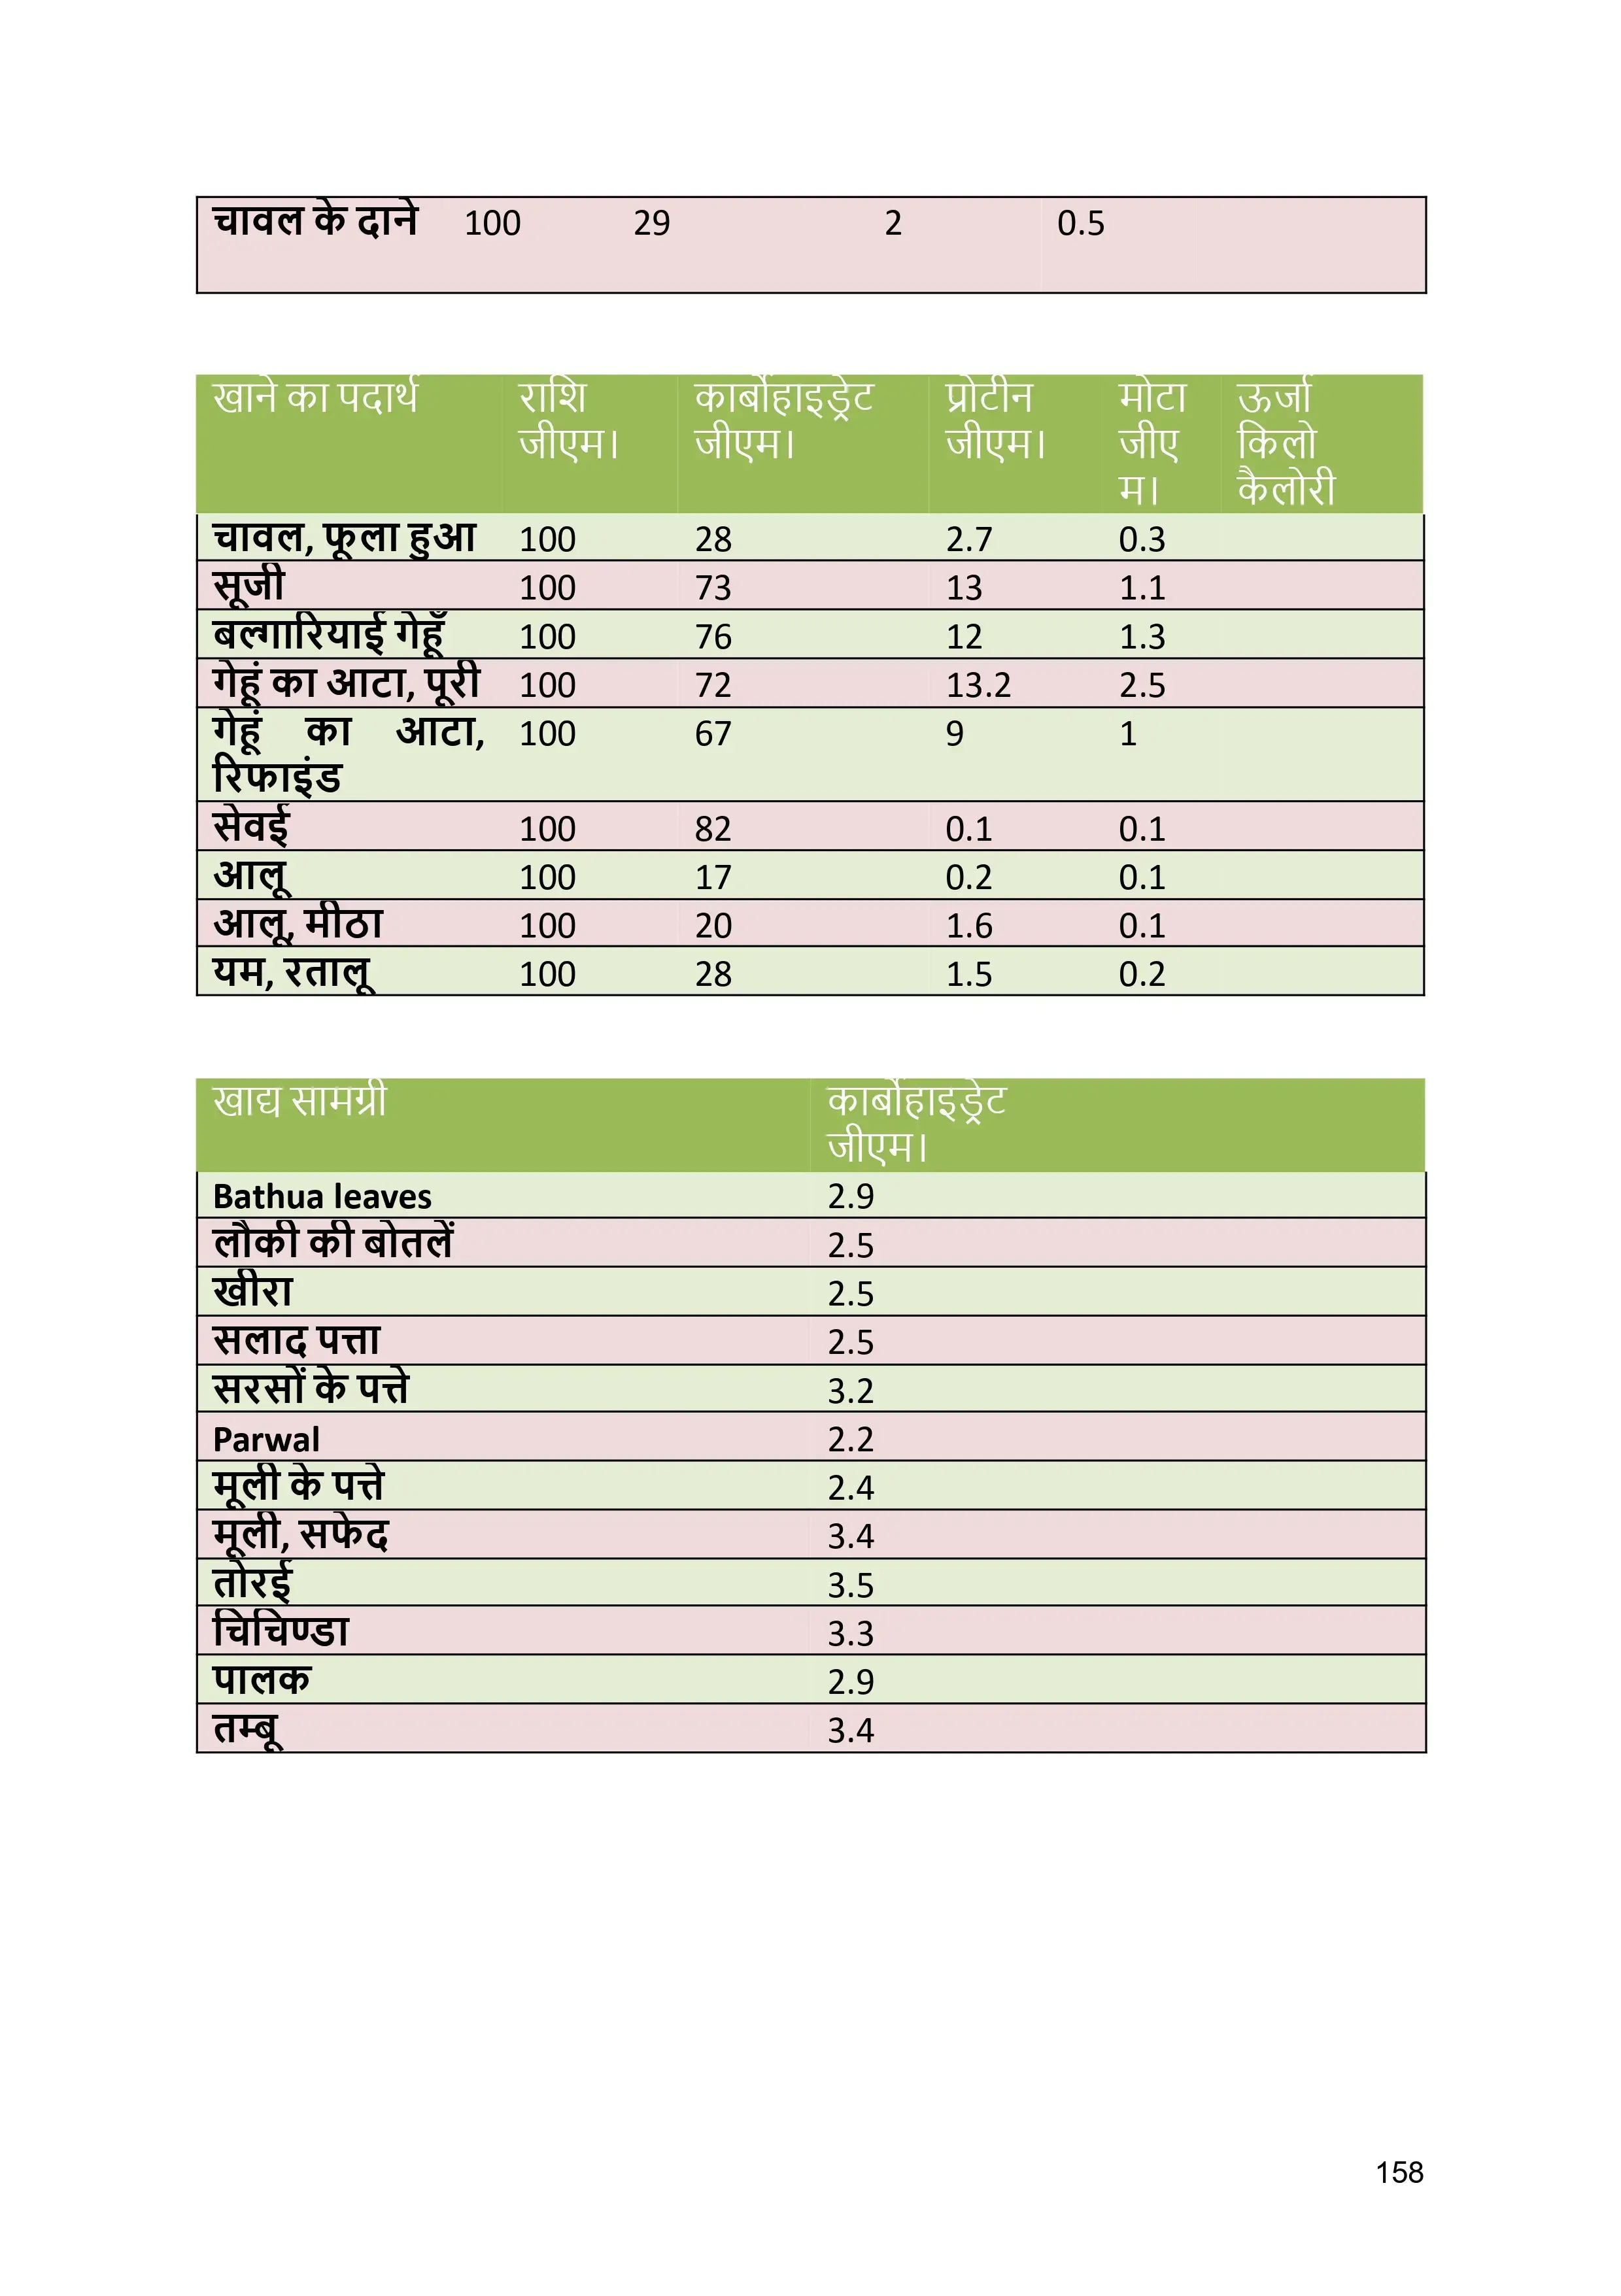 चावल के दाने 100 29 2 0.5
खाने का पदार्थ राशि कार्बोहाइड्रेट प्रोटीन मोटा ऊर्जा
जीएम। जीएम। जीएम। जीए किलो
म। कैलोरी
चावल, फूला हुआ 100 28 2.7 0.3
सूजी 100 73 13 1.1
बल्गारियाई गेहूँ 100 76 12 1.3
गेहूं का आटा, पूरी 100 72 13.2 2.5
गेहूं का आटा, 100 67 9 1
रिफाइंड
सेवई 100 82 0.1 0.1
आलू 100 17 0.2 0.1
आलू, मीठा 100 20 1.6 0.1
यम, रतालू 100 28 1.5 0.2
खाद्य सामग्री कार्बोहाइड्रेट
जीएम।
Bathua leaves 2.9
लौकी की बोतलें 2.5
खीरा 2.5
सलाद पत्ता 2.5
सरसों के पत्ते 3.2
Parwal 2.2
मूली के पत्ते 2.4
मूली, सफेद 3.4
तोरई 3.5
चिचिण्डा 3.3
पालक 2.9
तम्बू 3.4
158